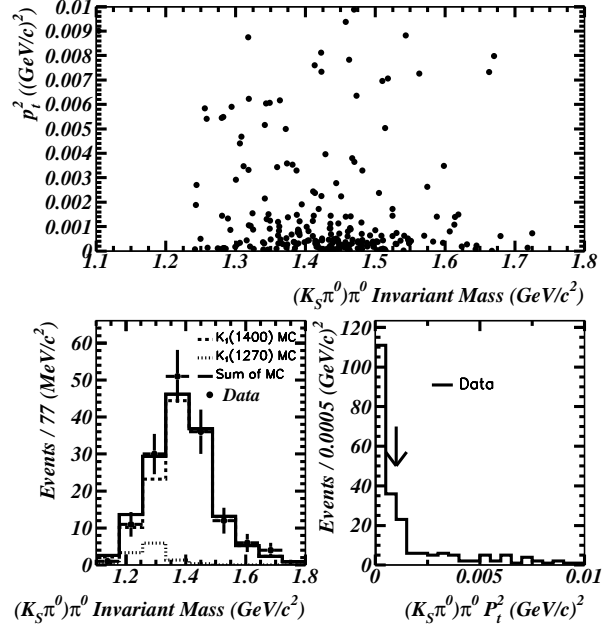 p_t^2 ((GeV/c)^2)
0.01
0.009
0.008
0.007
0.006
0.005
0.004
0.003
0.002
0.001
0
1.1 1.2 1.3 1.4 1.5 1.6 1.7 1.8
(K_Sπ^0)π^0 Invariant Mass (GeV/c^2)
Events / 77 (MeV/c^2)
60
50
40
30
20
10
0
K_1(1400) MC
K_1(1270) MC
Sum of MC
Data
1.2 1.4 1.6 1.8
(K_Sπ^0)π^0 Invariant Mass (GeV/c^2)
Events / 0.0005 (GeV/c)^2
120
100
80
60
40
20
0
Data
0 0.005 0.01
(K_Sπ^0)π^0 P_t^2 (GeV/c)^2